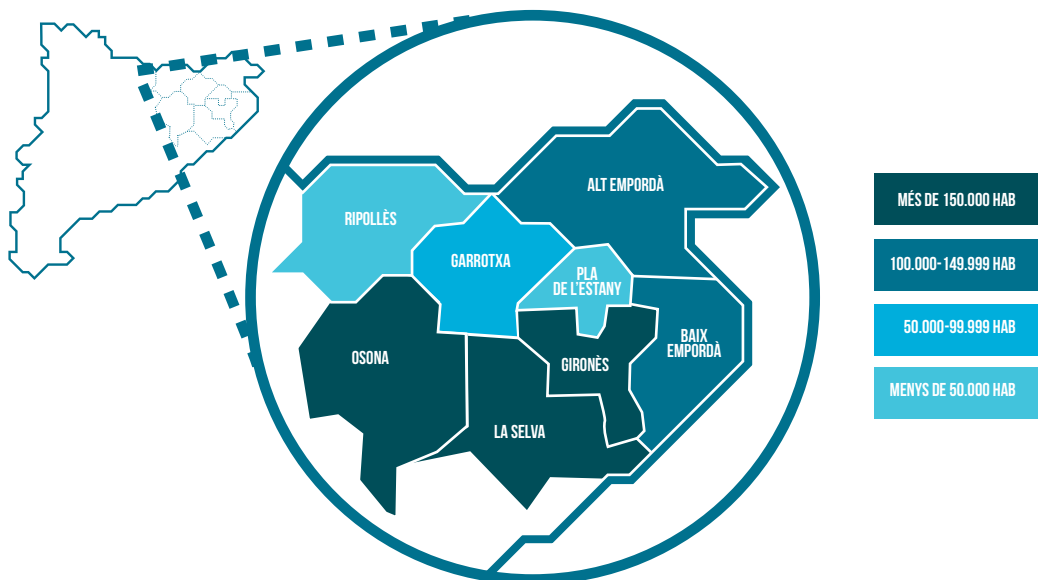 ALT EMPORDÀ
RIPOLLÈS
GARROTXA
PLA
DE L'ESTANY
BAIX
EMPORDÀ
OSONA
GIRONÈS
LA SELVA
MÉS DE 150.000 HAB
100.000-149.999 HAB
50.000-99.999 HAB
MENYS DE 50.000 HAB